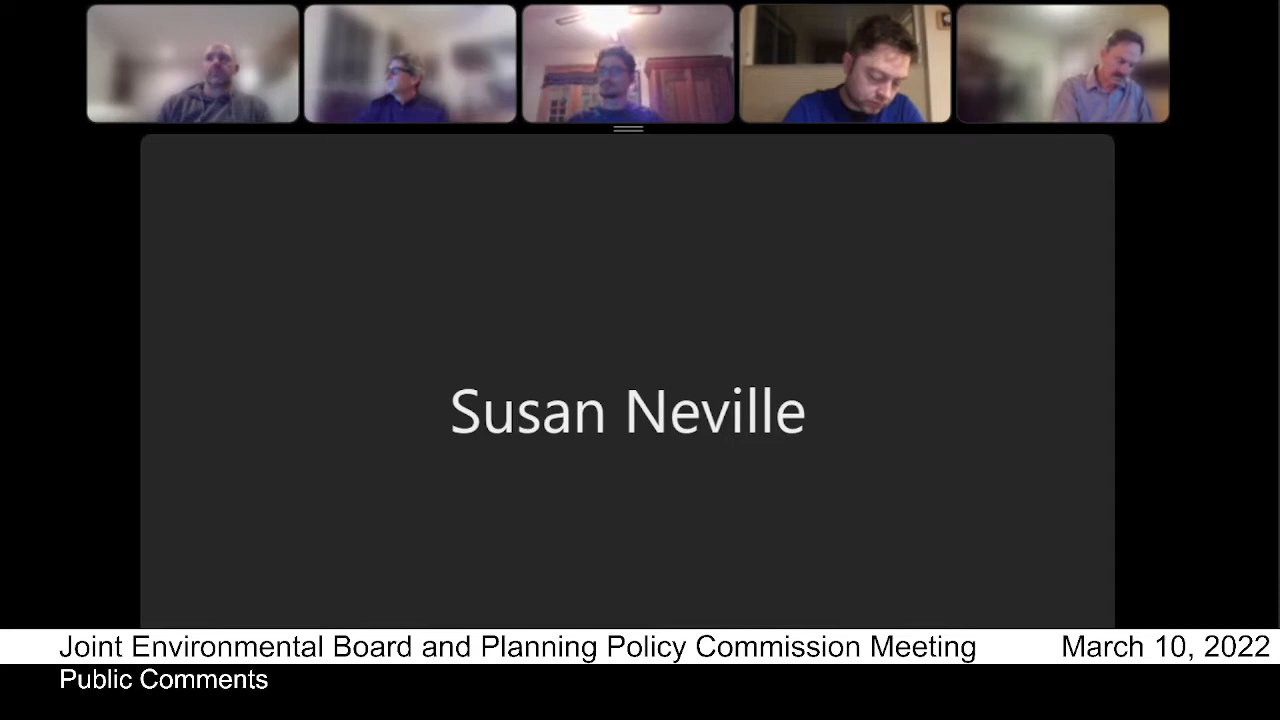 Susan Neville
Joint Environmental Board and Planning Policy Commission Meeting March 10, 2022
Public Comments